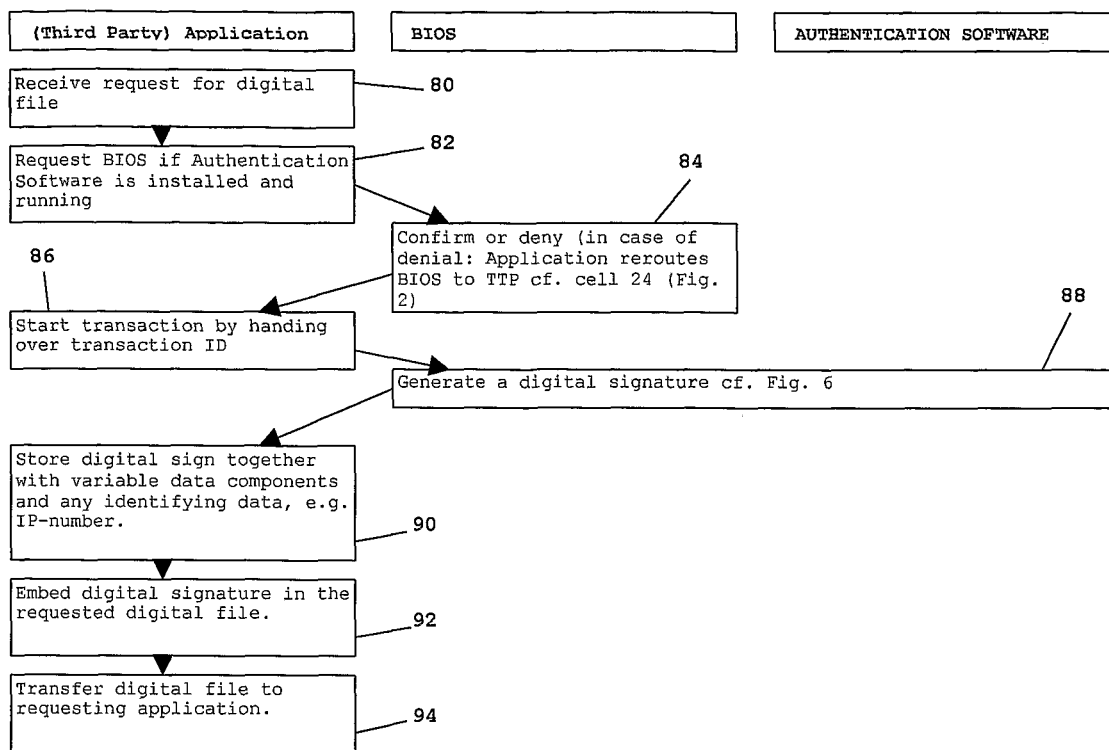 (Third Party) Application
BIOS
AUTHENTICATION SOFTWARE
Receive request for digital
file
80
Request BIOS if Authentication
Software is installed and
running
82
84
Confirm or deny (in case of
denial: Application reroutes
BIOS to TTP cf. cell 24 (Fig.
2)
86
Start transaction by handing
over transaction ID
88
Generate a digital signature cf. Fig. 6
Store digital sign together
with variable data components
and any identifying data, e.g.
IP-number.
90
Embed digital signature in the
requested digital file.
92
Transfer digital file to
requesting application.
94